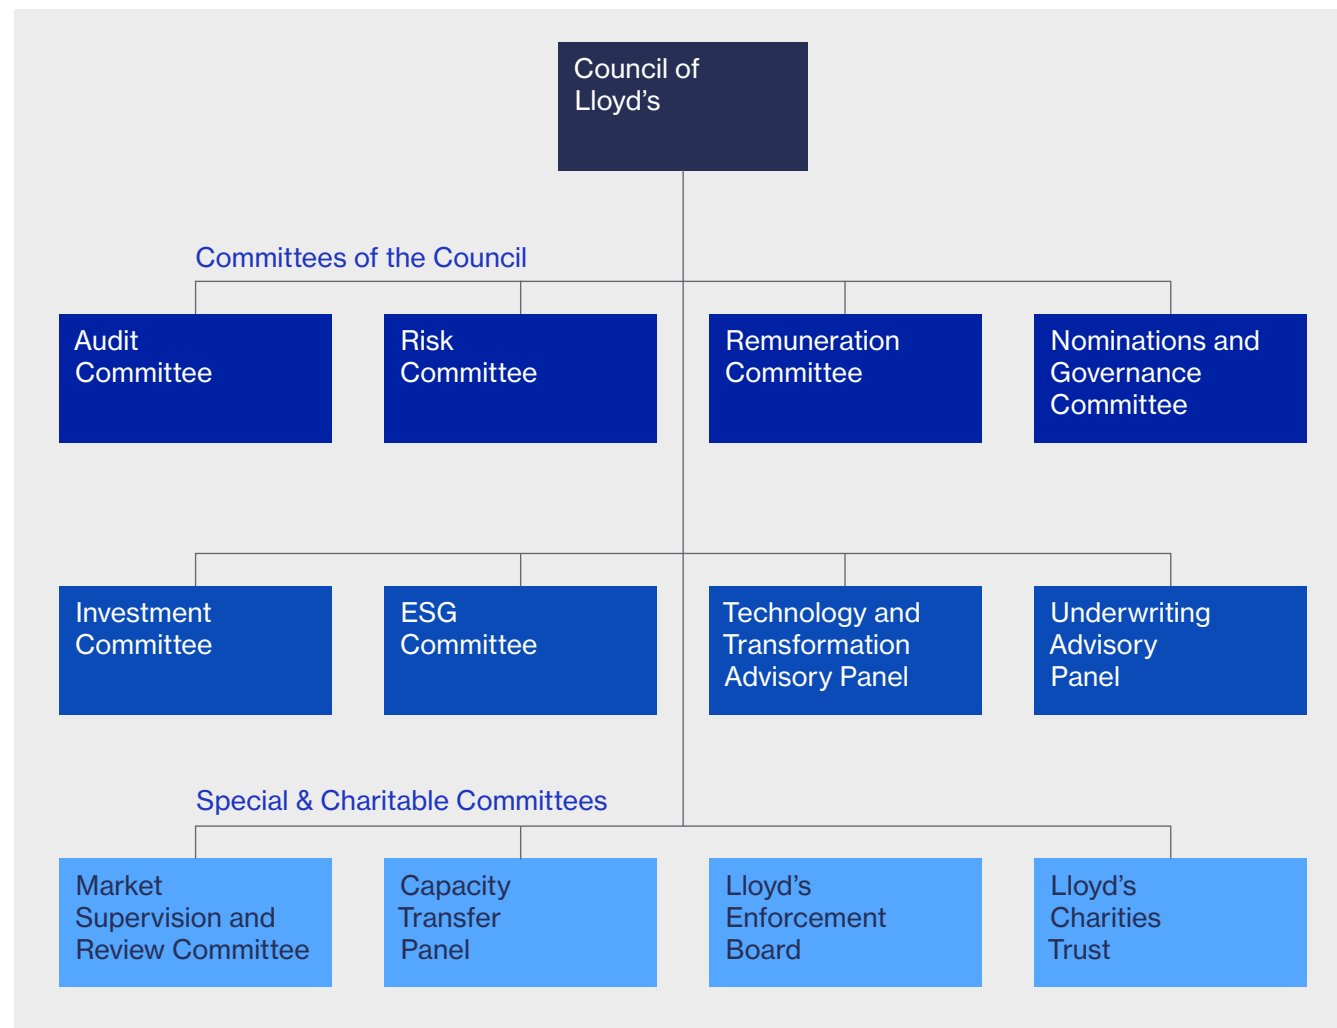 Council of
Lloyd’s
Committees of the Council
Audit
Committee
Risk
Committee
Remuneration
Committee
Nominations and
Governance
Committee
Investment
Committee
ESG
Committee
Technology and
Transformation
Advisory Panel
Underwriting
Advisory
Panel
Special & Charitable Committees
Market
Supervision and
Review Committee
Capacity
Transfer
Panel
Lloyd’s
Enforcement
Board
Lloyd’s
Charities
Trust